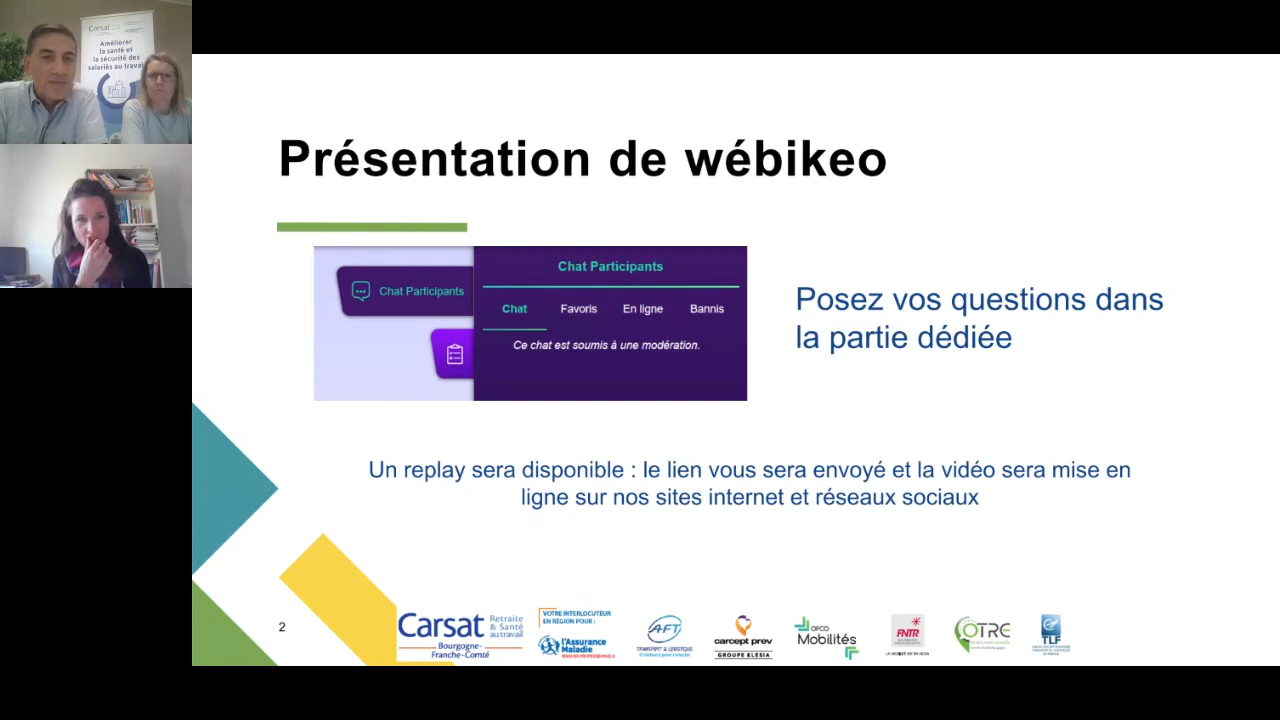 Carsat
Améliorer
la santé et
la sécurité des
salariés au travail
Présentation de wébikeo
Chat Participants
Chat Participants
Chat
Favoris
En ligne
Bannis
Ce chat est soumis à une modération.
Posez vos questions dans
la partie dédiée
Un replay sera disponible : le lien vous sera envoyé et la vidéo sera mise en
ligne sur nos sites internet et réseaux sociaux
2
Carsat
Retraite
& Santé
au travail
Bourgogne-
Franche-Comté
VOTRE INTERLOCUTEUR
EN RÉGION POUR :
l'Assurance
Maladie
RISQUES PROFESSIONNELS
AFT
TRANSPORT & LOGISTIQUE
carcept prev
GROUPE KLESIA
OPCO
Mobilités
FNTR
OTRE
TLF